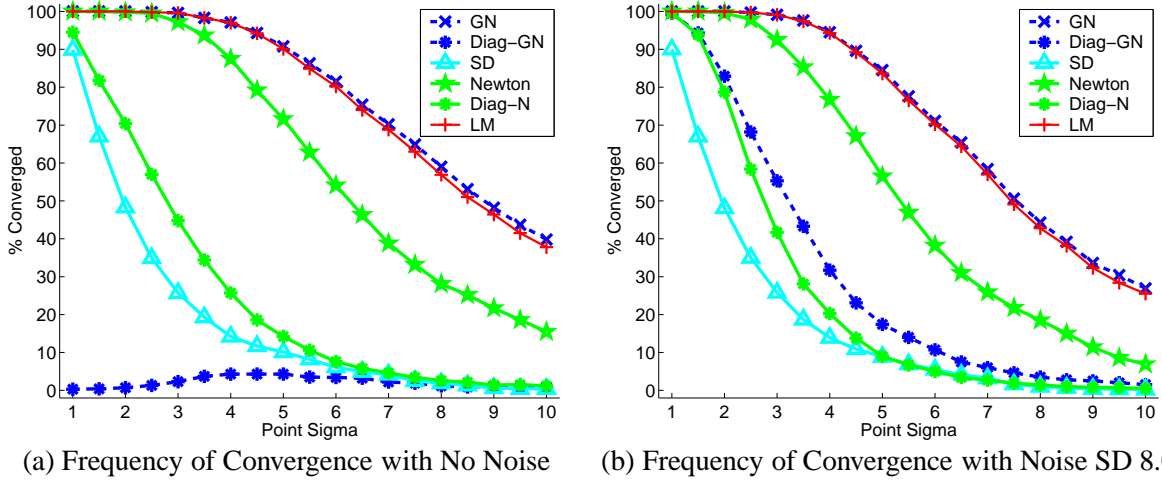 100
90
80
70
60
50
40
30
20
10
0
% Converged
1 2 3 4 5 6 7 8 9 10
Point Sigma
GN
Diag-GN
SD
Newton
Diag-N
LM
(a) Frequency of Convergence with No Noise
100
90
80
70
60
50
40
30
20
10
0
% Converged
1 2 3 4 5 6 7 8 9 10
Point Sigma
GN
Diag-GN
SD
Newton
Diag-N
LM
(b) Frequency of Convergence with Noise SD 8.